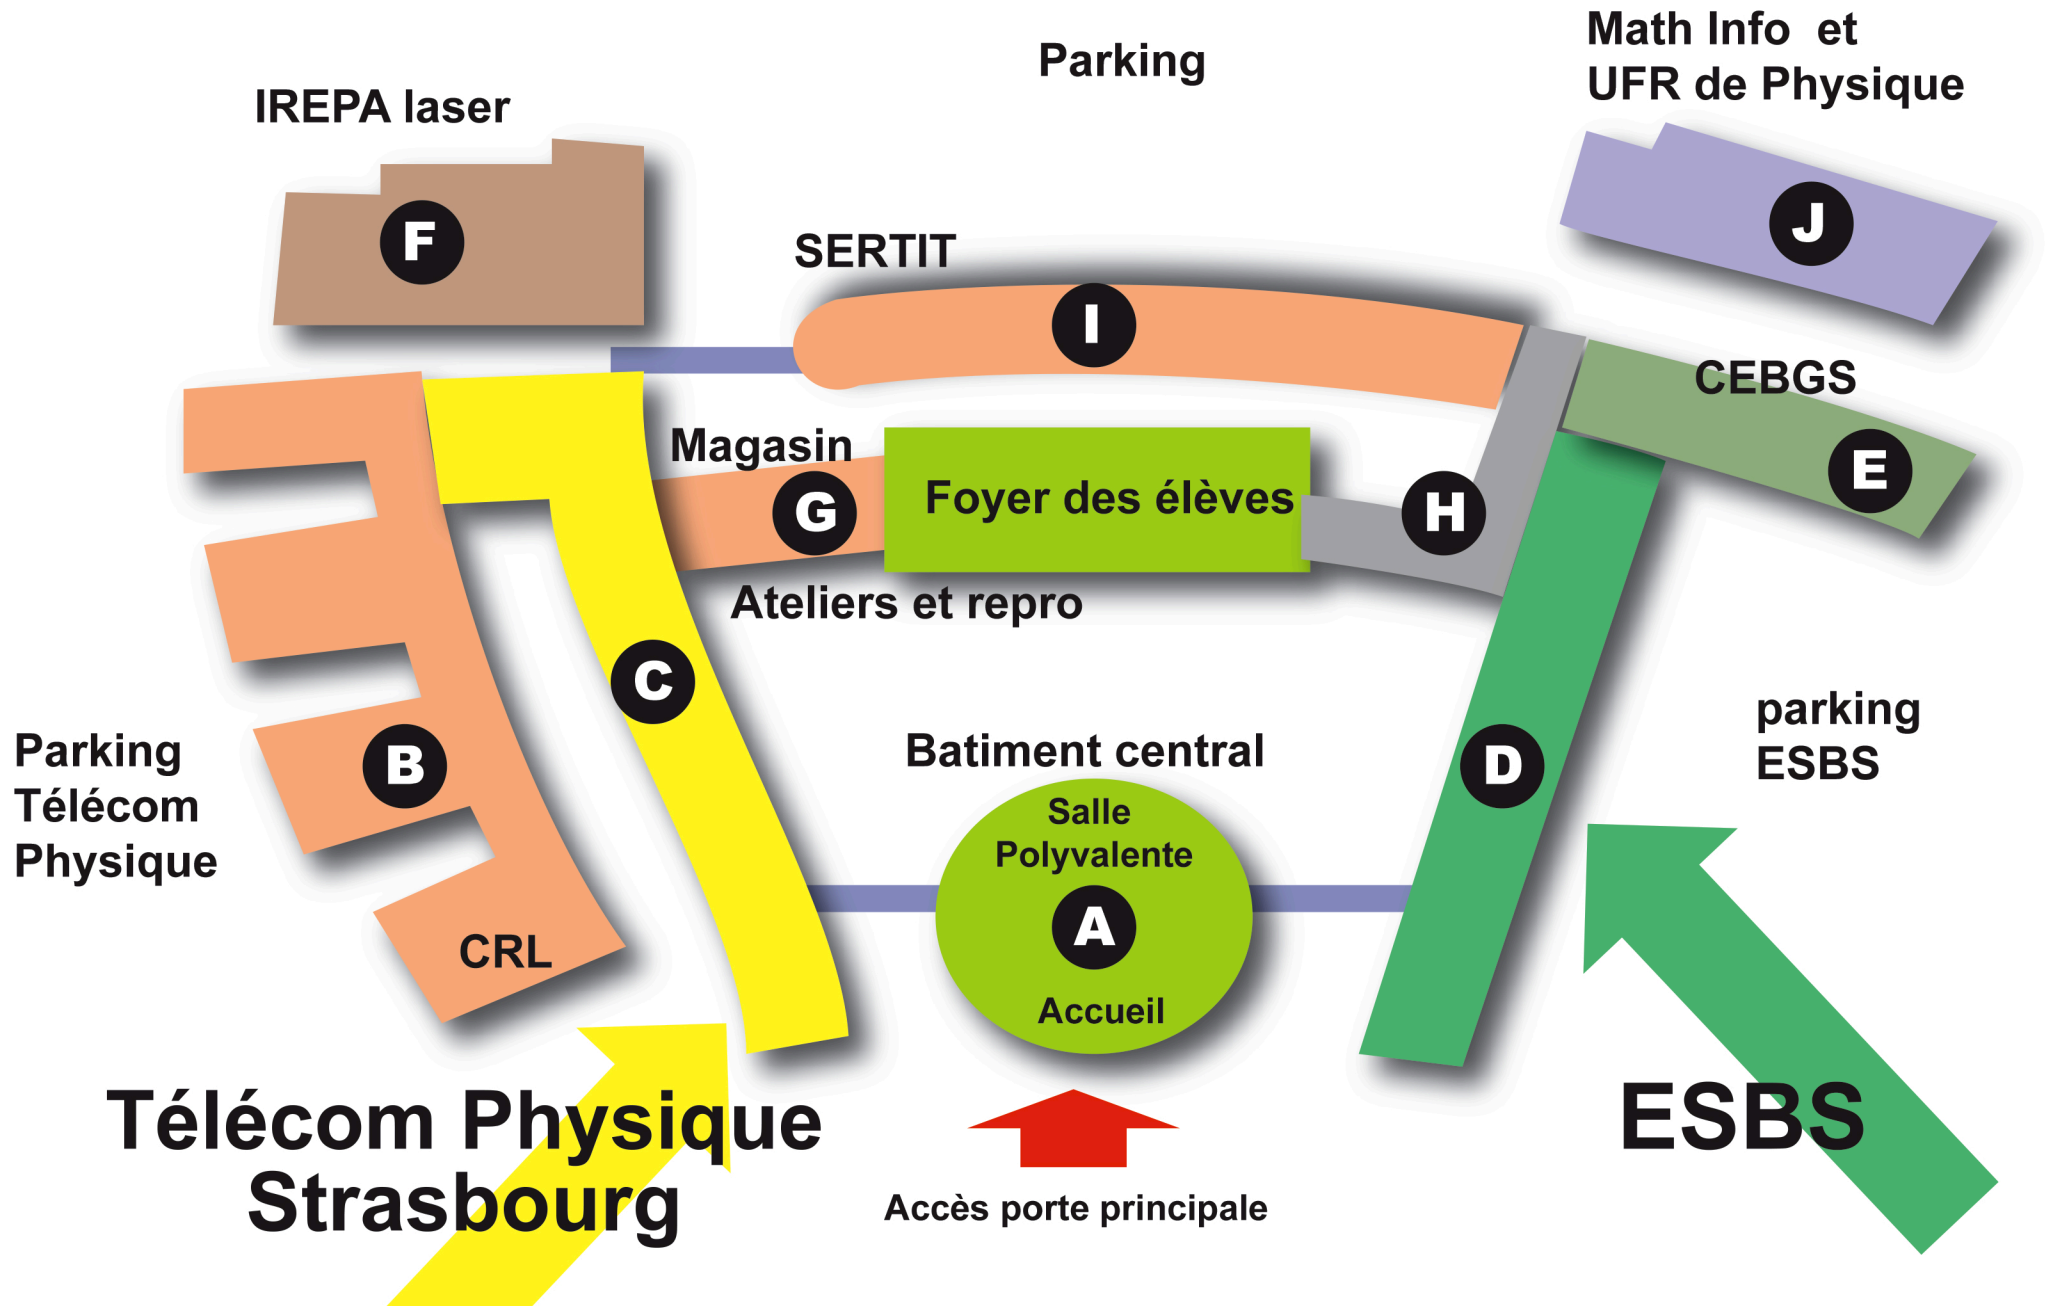 Math Info et
UFR de Physique
Parking
IREPA laser
J
F
SERTIT
I
CEBGS
Magasin
E
Foyer des élèves
G
H
Ateliers et repro
C
parking
ESBS
Parking
Télécom
Physique
B
Batiment central
D
Salle
Polyvalente
A
Accueil
CRL
Télécom Physique
Strasbourg
ESBS
Accès porte principale